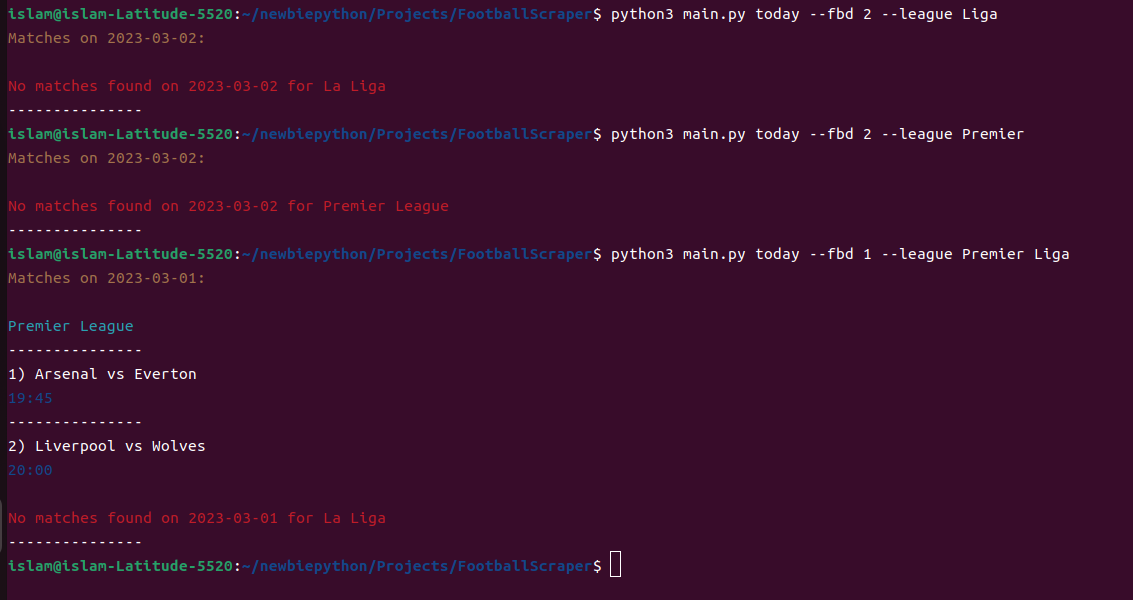 islam@islam-Latitude-5520:~/newbiepython/Projects/FootballScraper$ python3 main.py today --fbd 2 --league Liga
Matches on 2023-03-02:
No matches found on 2023-03-02 for La Liga
---------------
islam@islam-Latitude-5520:~/newbiepython/Projects/FootballScraper$ python3 main.py today --fbd 2 --league Premier
Matches on 2023-03-02:
No matches found on 2023-03-02 for Premier League
---------------
islam@islam-Latitude-5520:~/newbiepython/Projects/FootballScraper$ python3 main.py today --fbd 1 --league Premier Liga
Matches on 2023-03-01:
Premier League
---------------
1) Arsenal vs Everton
19:45
---------------
2) Liverpool vs Wolves
20:00
No matches found on 2023-03-01 for La Liga
---------------
islam@islam-Latitude-5520:~/newbiepython/Projects/FootballScraper$